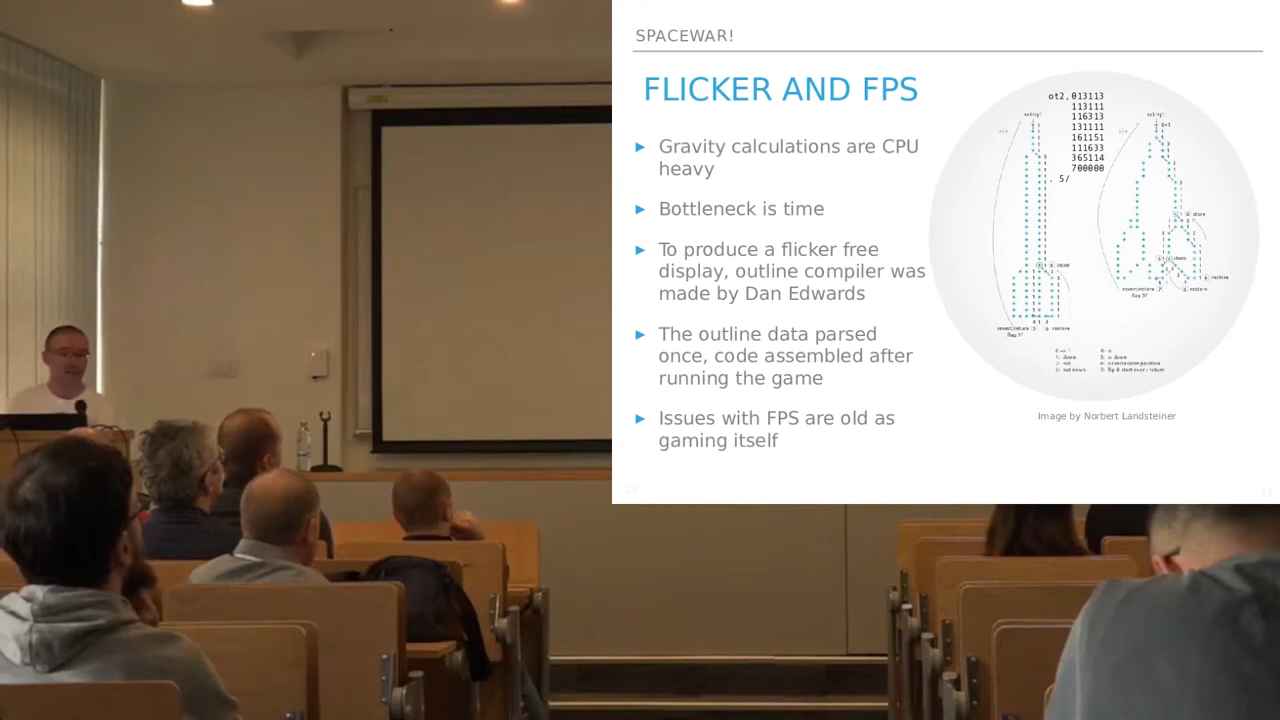 SPACEWAR!
FLICKER AND FPS
Gravity calculations are CPU
heavy
Bottleneck is time
To produce a flicker free
display, outline compiler was
made by Dan Edwards
The outline data parsed
once, code assembled after
running the game
Issues with FPS are old as
gaming itself
ot2,013113
113111
116313
131111
161151
111633
365114
700000
. 5/
Image by Norbert Landsteiner